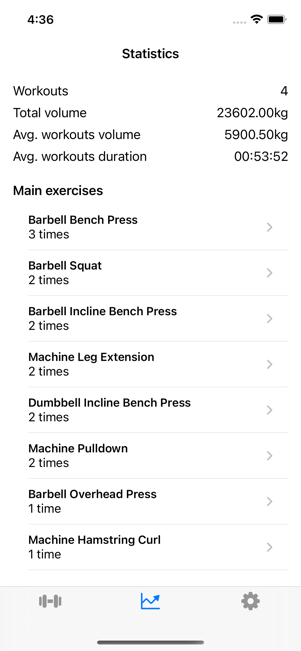 4:36
Statistics
Workouts 4
Total volume 23602.00kg
Avg. workouts volume 5900.50kg
Avg. workouts duration 00:53:52
Main exercises
Barbell Bench Press
3 times
Barbell Squat
2 times
Barbell Incline Bench Press
2 times
Machine Leg Extension
2 times
Dumbbell Incline Bench Press
2 times
Machine Pulldown
2 times
Barbell Overhead Press
1 time
Machine Hamstring Curl
1 time